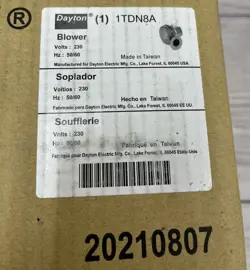 ®
Dayton® (1) 1TDN8A
Blower
Volts : 230
Hz : 50/60
Made in Taiwan
Manufactured for Dayton Electric Mfg. Co., Lake Forest, IL 60045 USA
Soplador
Voltios : 230
Hz : 50/60
Hecho en Taiwan
Fabricado para Dayton Electric Mfg. Co., Lake Forest, IL 60045 EE UU.
Soufflerie
Volts : 230
Hz : 50/60
Fabriqué en Taiwan
Fabriqué pour Dayton Electric Mfg. Co., Lake Forest, IL 60045 Etats-Unis
20210807